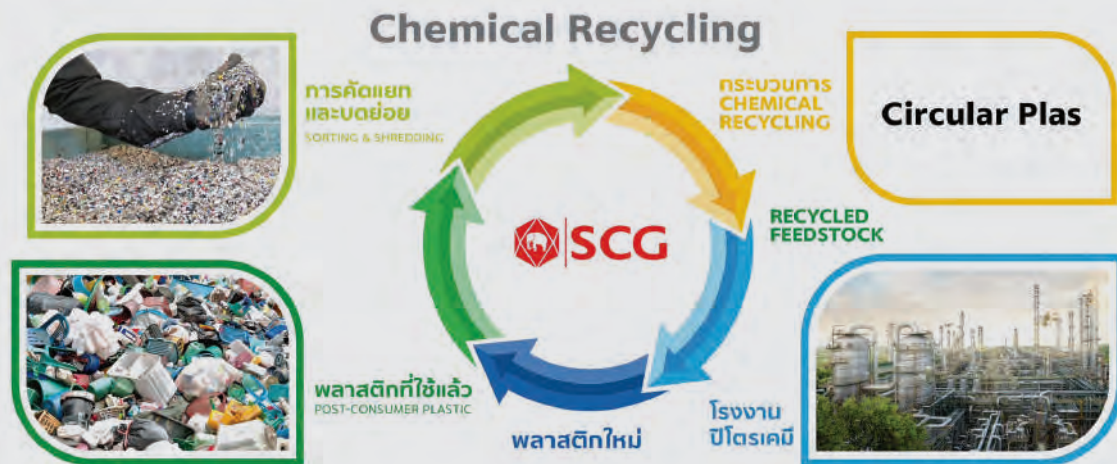 Chemical Recycling
การคัดแยก
และบดย่อย
SORTING & SHREDDING
กระบวนการ
CHEMICAL
RECYCLING
Circular Plas
SCG
RECYCLED
FEEDSTOCK
พลาสติกที่ใช้แล้ว
POST-CONSUMER PLASTIC
พลาสติกใหม่
โรงงาน
ปิโตรเคมี